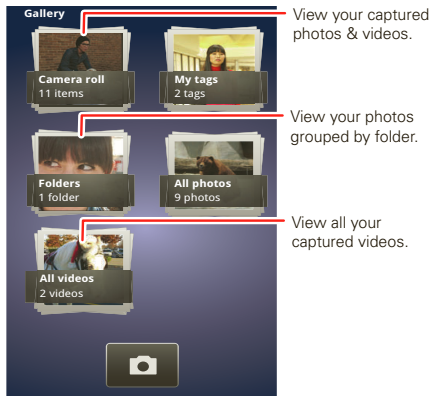 Gallery
View your captured
photos & videos.
Camera roll
11 items
My tags
2 tags
View your photos
grouped by folder.
Folders
1 folder
All photos
9 photos
View all your
captured videos.
All videos
2 videos